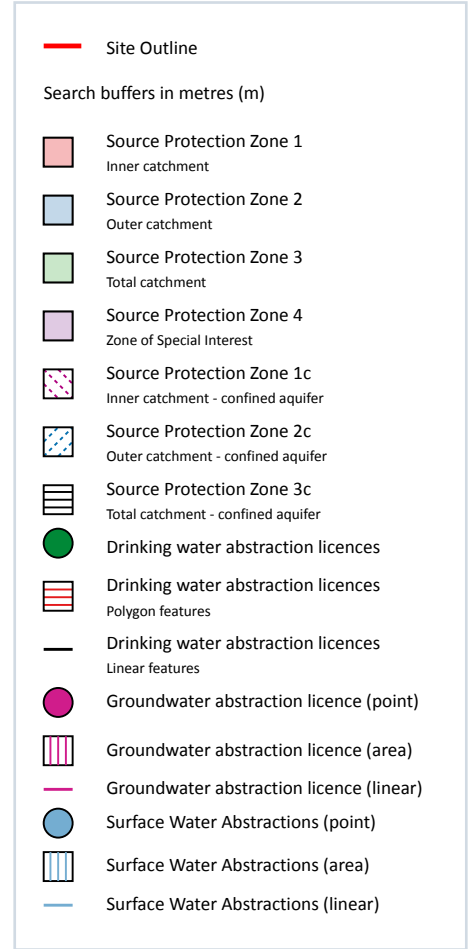 Site Outline
Search buffers in metres (m)
Source Protection Zone 1
Inner catchment
Source Protection Zone 2
Outer catchment
Source Protection Zone 3
Total catchment
Source Protection Zone 4
Zone of Special Interest
Source Protection Zone 1c
Inner catchment - confined aquifer
Source Protection Zone 2c
Outer catchment - confined aquifer
Source Protection Zone 3c
Total catchment - confined aquifer
Drinking water abstraction licences
Drinking water abstraction licences
Polygon features
Drinking water abstraction licences
Linear features
Groundwater abstraction licence (point)
Groundwater abstraction licence (area)
Groundwater abstraction licence (linear)
Surface Water Abstractions (point)
Surface Water Abstractions (area)
Surface Water Abstractions (linear)